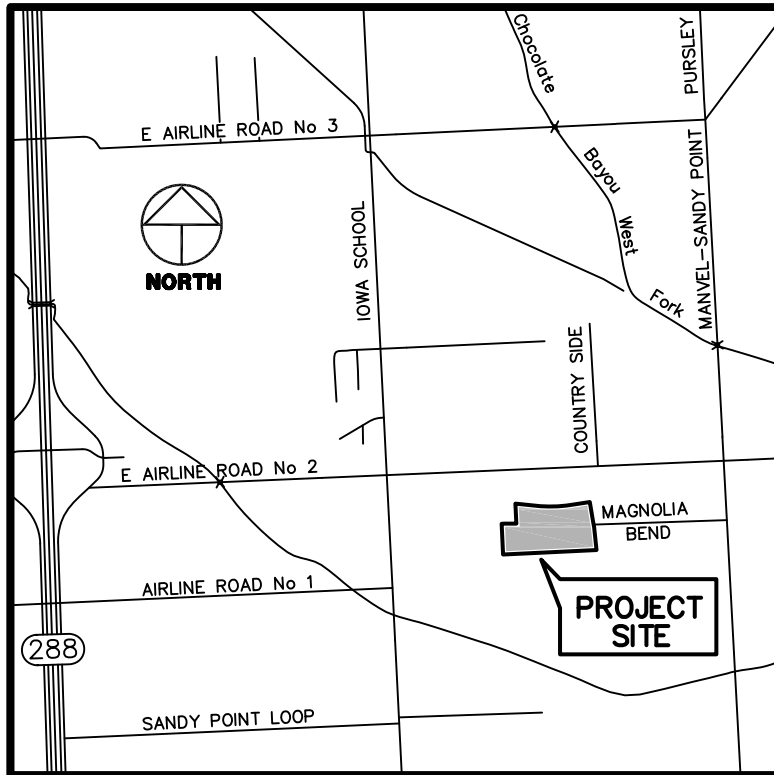 Chocolate
PURSLEY
E AIRLINE ROAD No 3
Bayou
West
MANVEL-SANDY POINT
IOWA SCHOOL
NORTH
Fork
COUNTRY SIDE
E AIRLINE ROAD No 2
MAGNOLIA
BEND
AIRLINE ROAD No 1
PROJECT
SITE
288
SANDY POINT LOOP